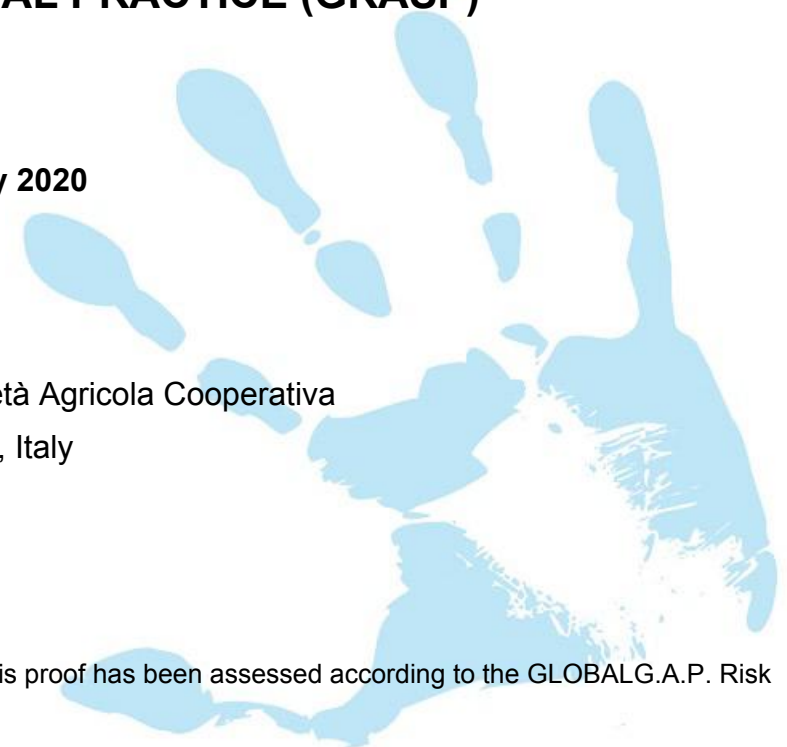 AL PRACTICE (GRASP)
y 2020
età Agricola Cooperativa
, Italy
is proof has been assessed according to the GLOBALG.A.P. Risk